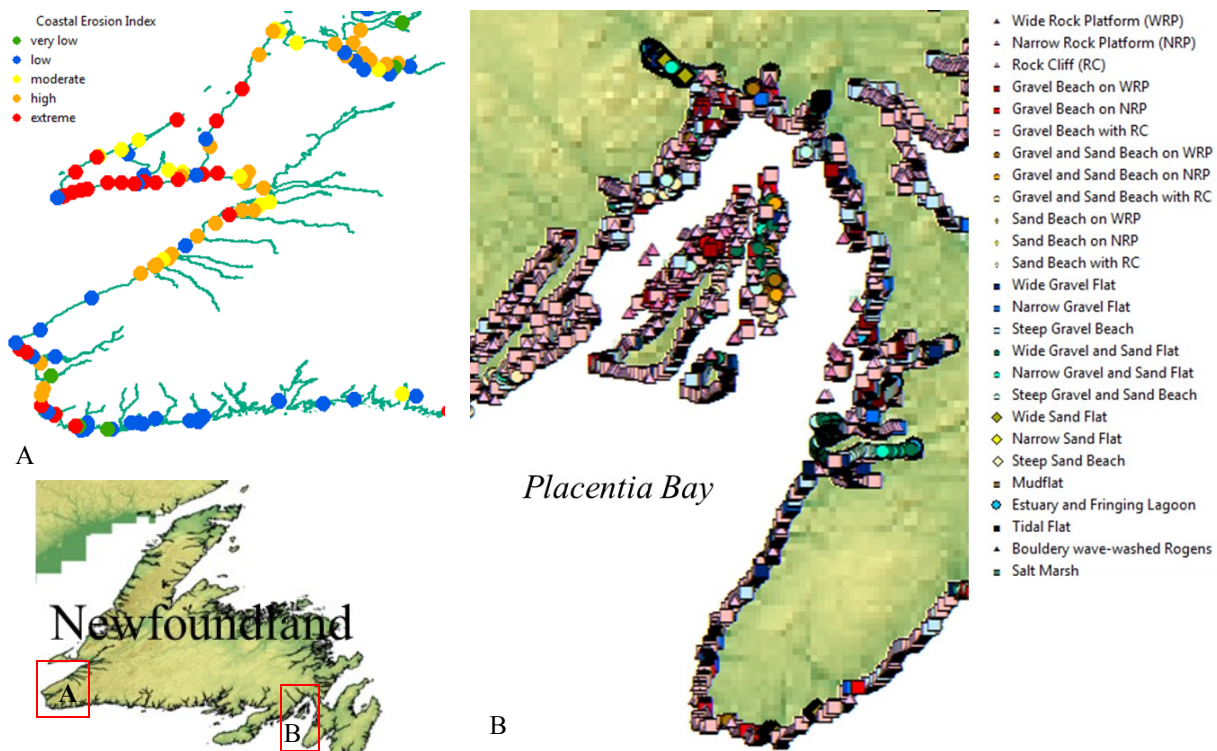 Coastal Erosion Index
very low
low
moderate
high
extreme
A
Newfoundland
A
B
Placentia Bay
B
Wide Rock Platform (WRP)
Narrow Rock Platform (NRP)
Rock Cliff (RC)
Gravel Beach on WRP
Gravel Beach on NRP
Gravel Beach with RC
Gravel and Sand Beach on WRP
Gravel and Sand Beach on NRP
Gravel and Sand Beach with RC
Sand Beach on WRP
Sand Beach on NRP
Sand Beach with RC
Wide Gravel Flat
Narrow Gravel Flat
Steep Gravel Beach
Wide Gravel and Sand Flat
Narrow Gravel and Sand Flat
Steep Gravel and Sand Beach
Wide Sand Flat
Narrow Sand Flat
Steep Sand Beach
Mudflat
Estuary and Fringing Lagoon
Tidal Flat
Bouldery wave-washed Rogens
Salt Marsh